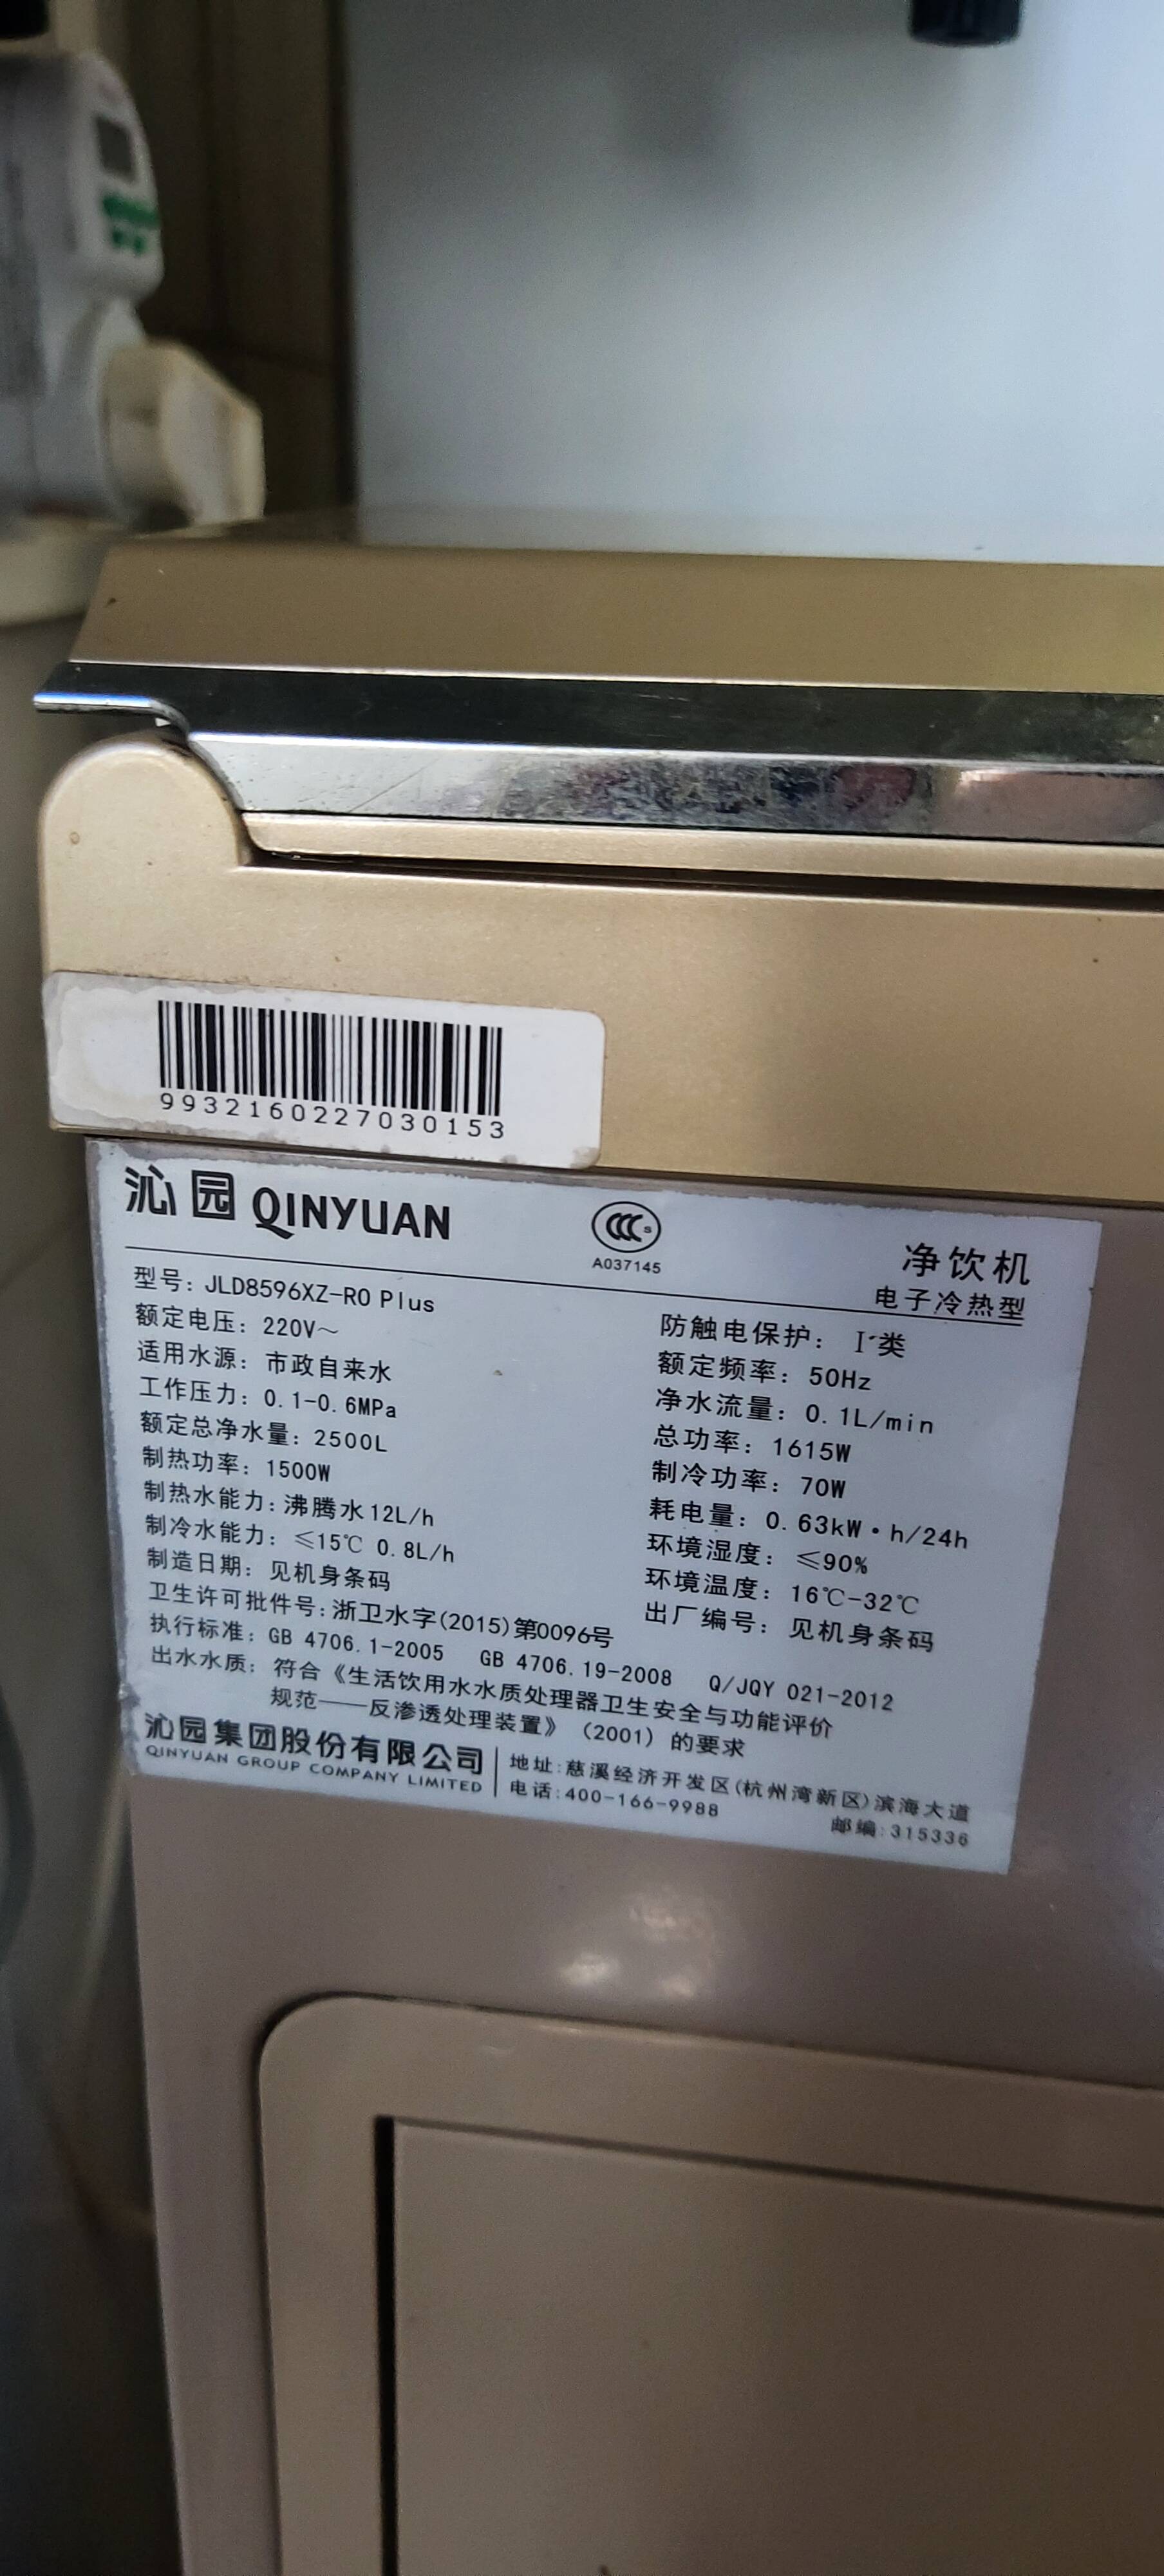 9932160227030153
沁园 QINYUAN
CCC S
A037145
净饮机
电子冷热型
型号: JLD8596XZ-RO Plus
防触电保护: I类
额定电压: 220V～
额定频率: 50Hz
适用水源: 市政自来水
净水流量: 0.1L/min
工作压力: 0.1-0.6MPa
总功率: 1615W
额定总净水量: 2500L
制冷功率: 70W
制热功率: 1500W
耗电量: 0.63kW·h/24h
制热水能力: 沸腾水12L/h
环境湿度: ≤90%
制冷水能力: ≤15℃ 0.8L/h
环境温度: 16℃-32℃
制造日期: 见机身条码
出厂编号: 见机身条码
卫生许可批件号: 浙卫水字(2015)第0096号
执行标准: GB 4706.1-2005 GB 4706.19-2008 Q/JQY 021-2012
出水水质: 符合《生活饮用水水质处理器卫生安全与功能评价
规范——反渗透处理装置》(2001)的要求
沁园集团股份有限公司
QINYUAN GROUP COMPANY LIMITED
地址:慈溪经济开发区(杭州湾新区)滨海大道
电话:400-166-9988 邮编:315336